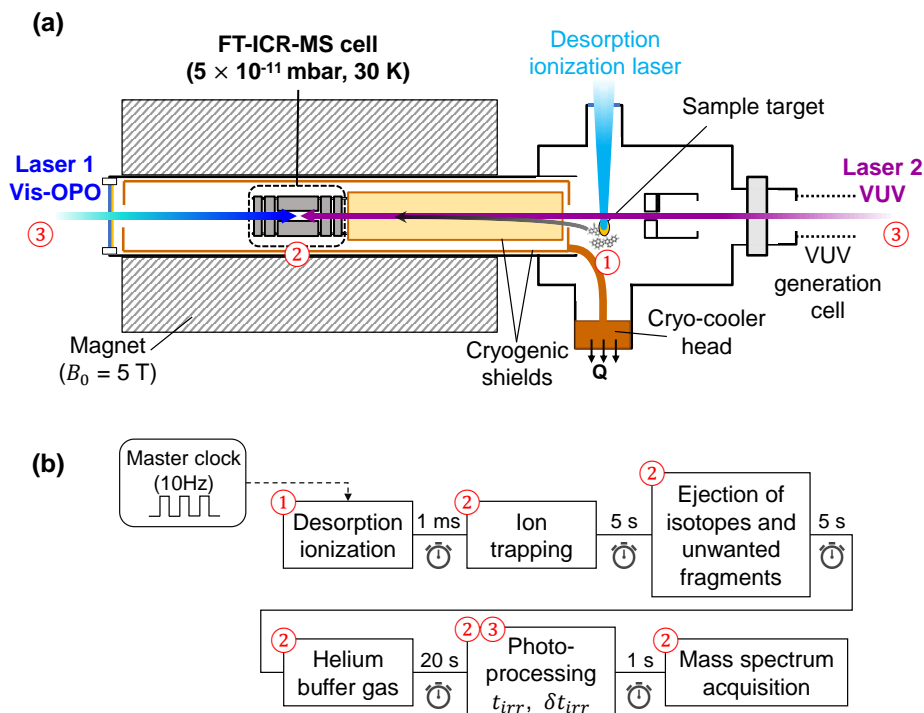 (a)
FT-ICR-MS cell
(5 × 10⁻¹¹ mbar, 30 K)
Desorption
ionization laser
Sample target
Laser 1
Vis-OPO
Laser 2
VUV
3
2
1
3
VUV
generation
cell
Magnet
(B₀ = 5 T)
Cryogenic
shields
Cryo-cooler
head
Q
(b)
Master clock
(10Hz)
1
Desorption
ionization
1 ms
2
Ion
trapping
5 s
2
Ejection of
isotopes and
unwanted
fragments
5 s
2
Helium
buffer gas
20 s
2 3
Photo-
processing
t_irr, δt_irr
1 s
2
Mass spectrum
acquisition